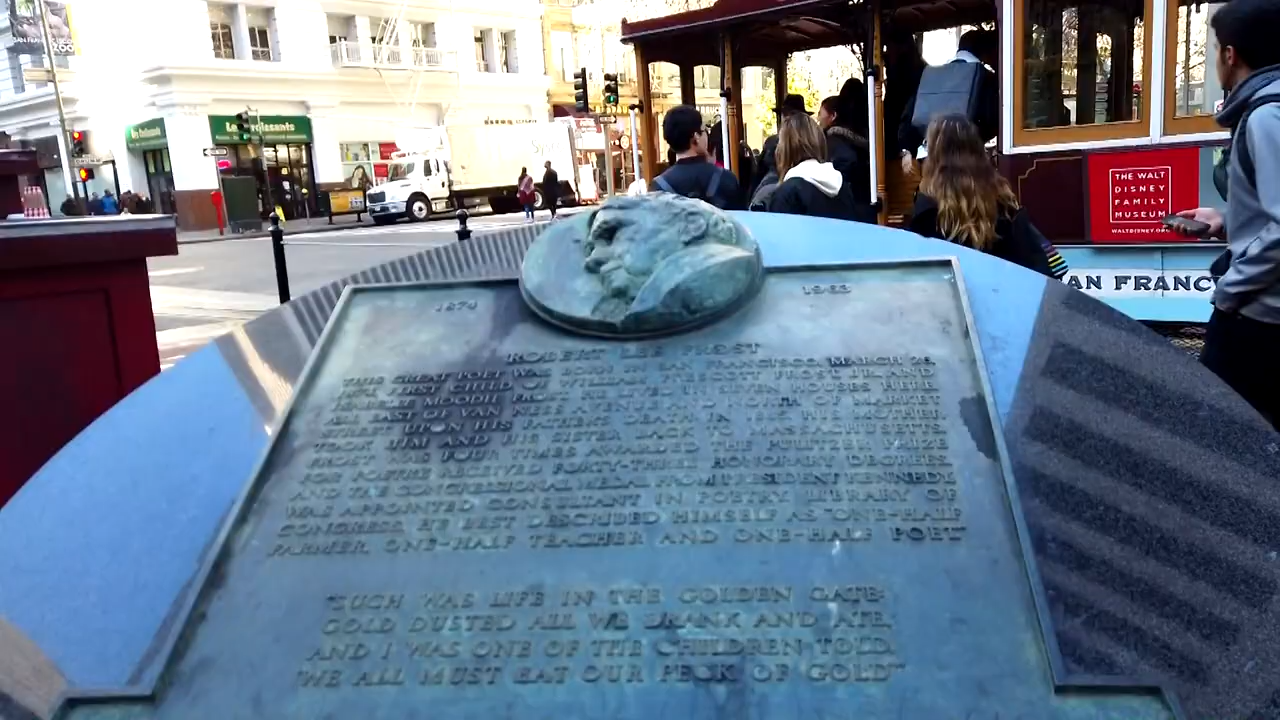 SAN FRAN
ZOO
Les Croissants
THE WALT
DISNEY
FAMILY
MUSEUM
WALTDISNEY.ORG
AN FRANC
1874
1963
ROBERT LEE FROST
THIS GREAT POET WAS BORN IN SAN FRANCISCO, MARCH 26,
FIRST CHILD OF WILLIAM PRESCOTT FROST JR. AND
ISABELLE MOODIE FROST. HE LIVED IN SEVEN HOUSES HERE
ALL EAST OF VAN NESS AVENUE AND NORTH OF MARKET
STREET UPON HIS FATHER'S DEATH IN 1885 HIS MOTHER
TOOK HIM AND HIS SISTER BACK TO MASSACHUSETTS.
FROST WAS FOUR TIMES AWARDED THE PULITZER PRIZE
FOR POETRY, RECEIVED FORTY-THREE HONORARY DEGREES,
AND THE CONGRESSIONAL MEDAL FROM PRESIDENT KENNEDY,
WAS APPOINTED CONSULTANT IN POETRY LIBRARY OF
CONGRESS. HE BEST DESCRIBED HIMSELF AS "ONE-HALF
FARMER, ONE-HALF TEACHER AND ONE-HALF POET"
"SUCH WAS LIFE IN THE GOLDEN GATE:
GOLD DUSTED ALL WE DRANK AND ATE,
AND I WAS ONE OF THE CHILDREN TOLD,
'WE ALL MUST EAT OUR PECK OF GOLD'"